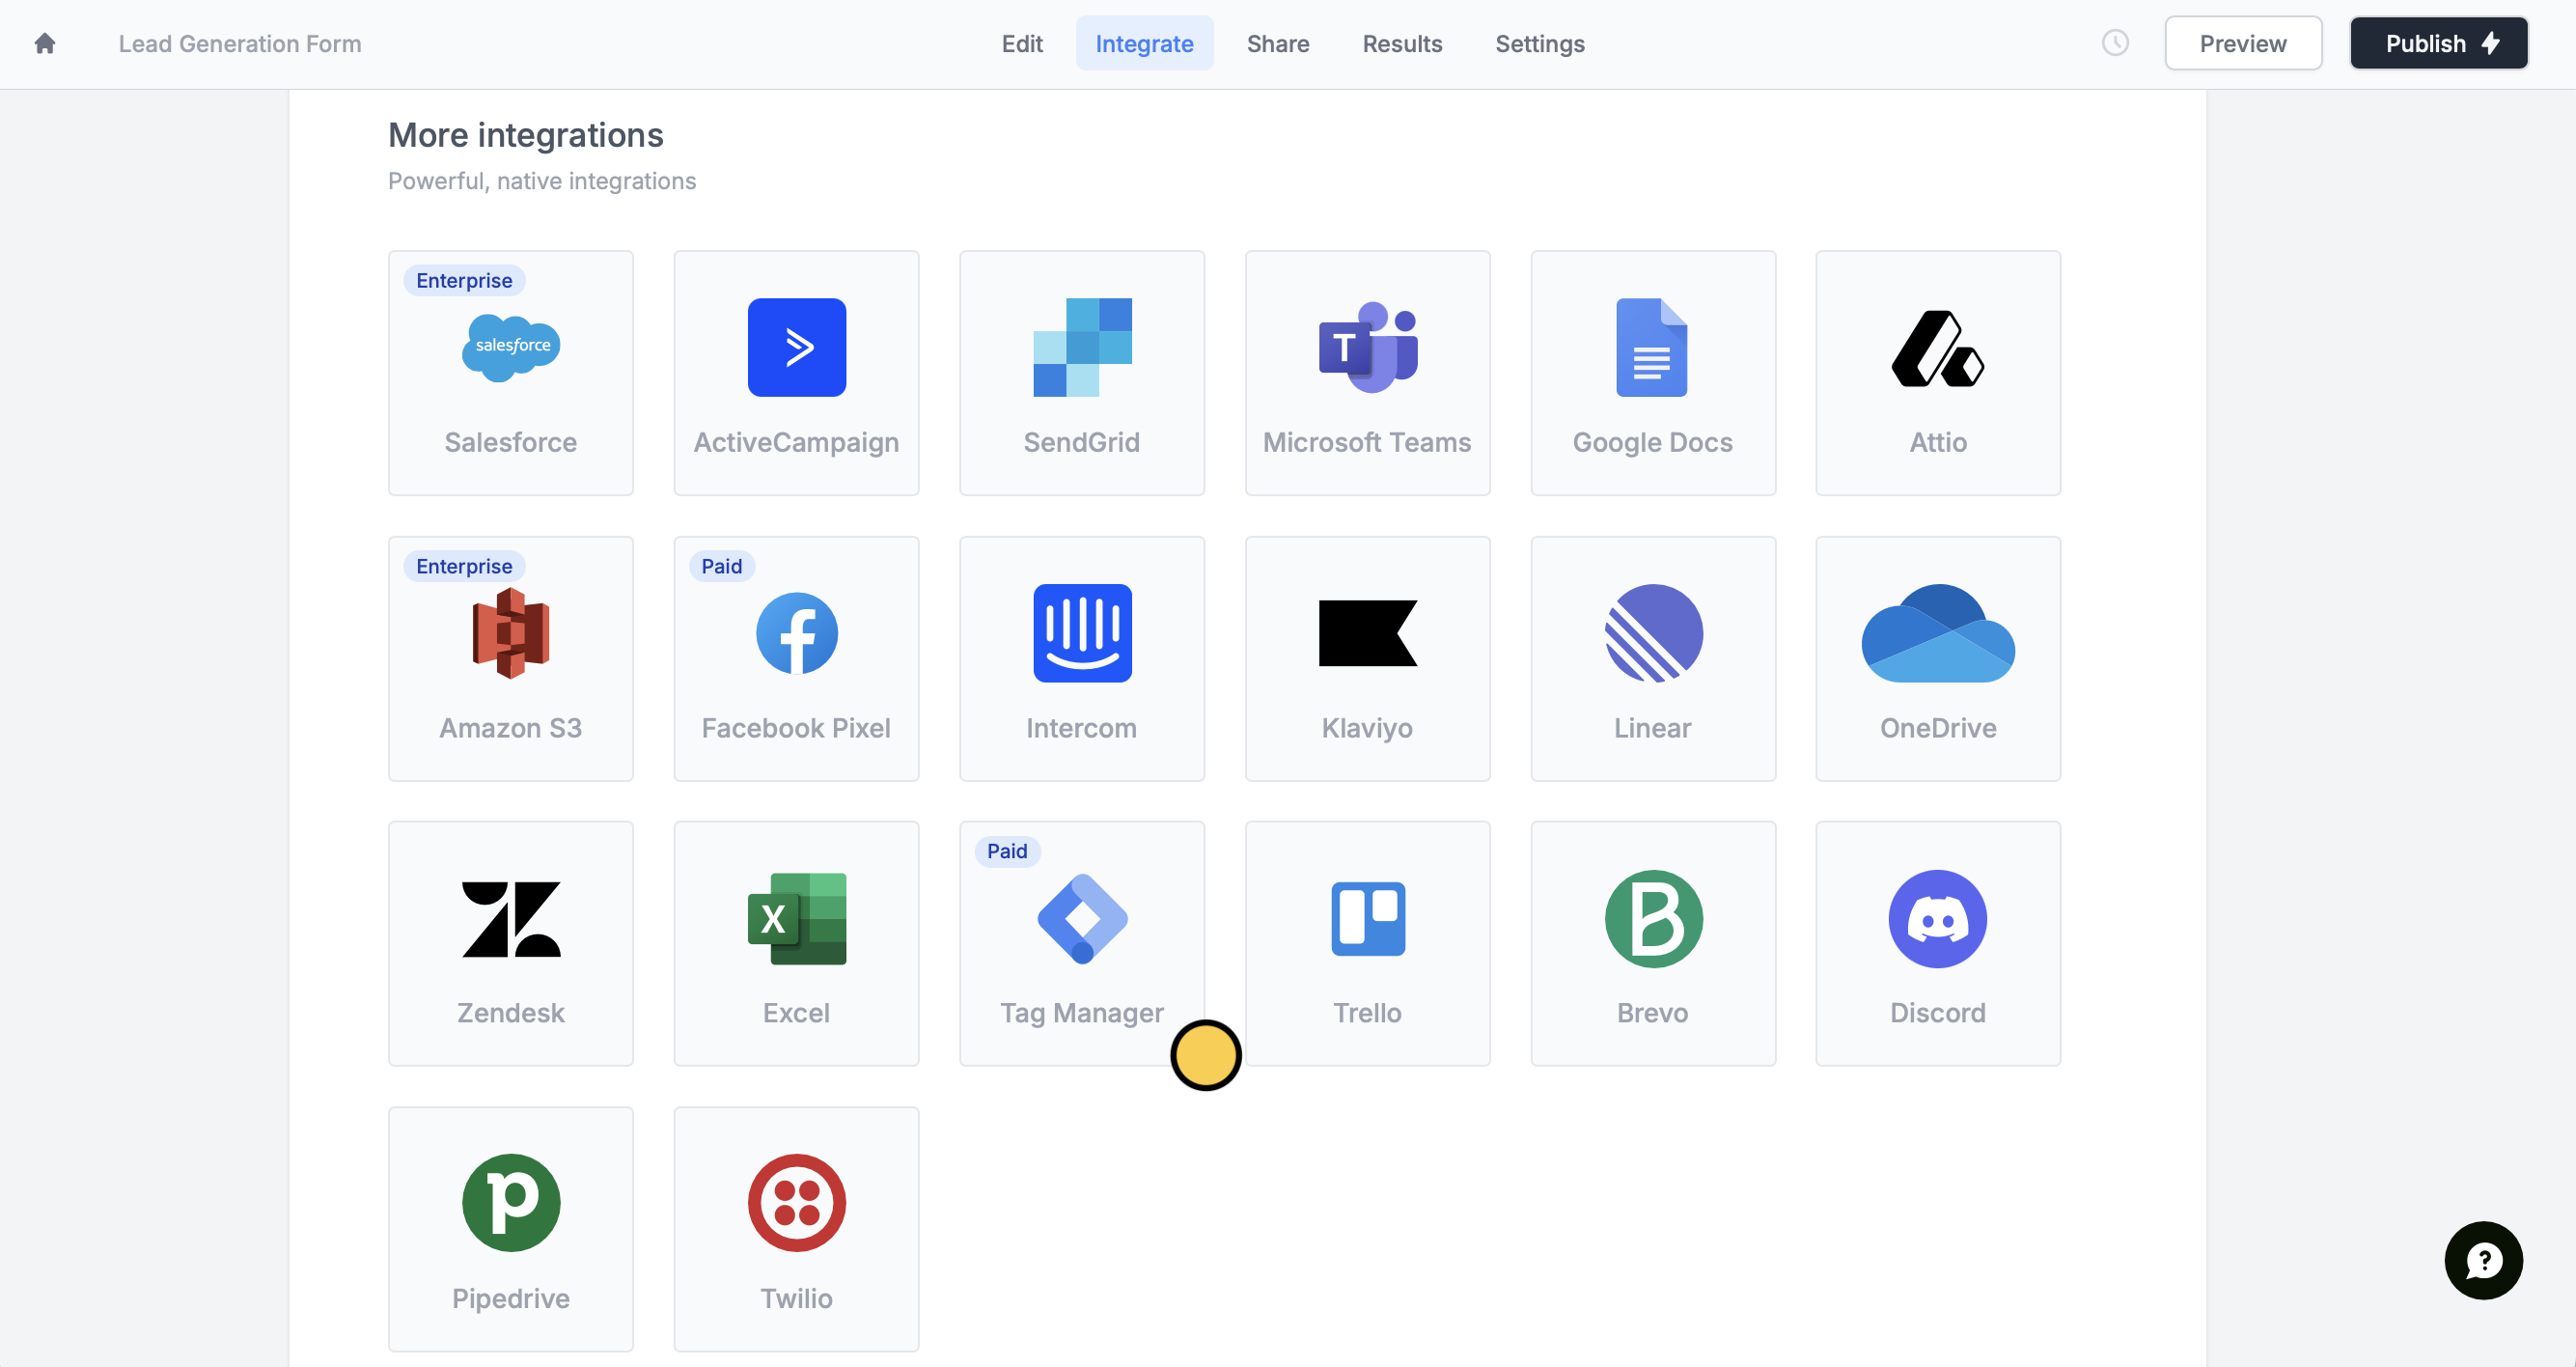 Lead Generation Form
Edit
Integrate
Share
Results
Settings
Preview
Publish
More integrations
Powerful, native integrations
Enterprise
salesforce
Salesforce
ActiveCampaign
SendGrid
T
Microsoft Teams
Google Docs
Attio
Enterprise
Amazon S3
Paid
f
Facebook Pixel
Intercom
Klaviyo
Linear
OneDrive
Zendesk
X
Excel
Paid
Tag Manager
Trello
B
Brevo
Discord
p
Pipedrive
Twilio
?